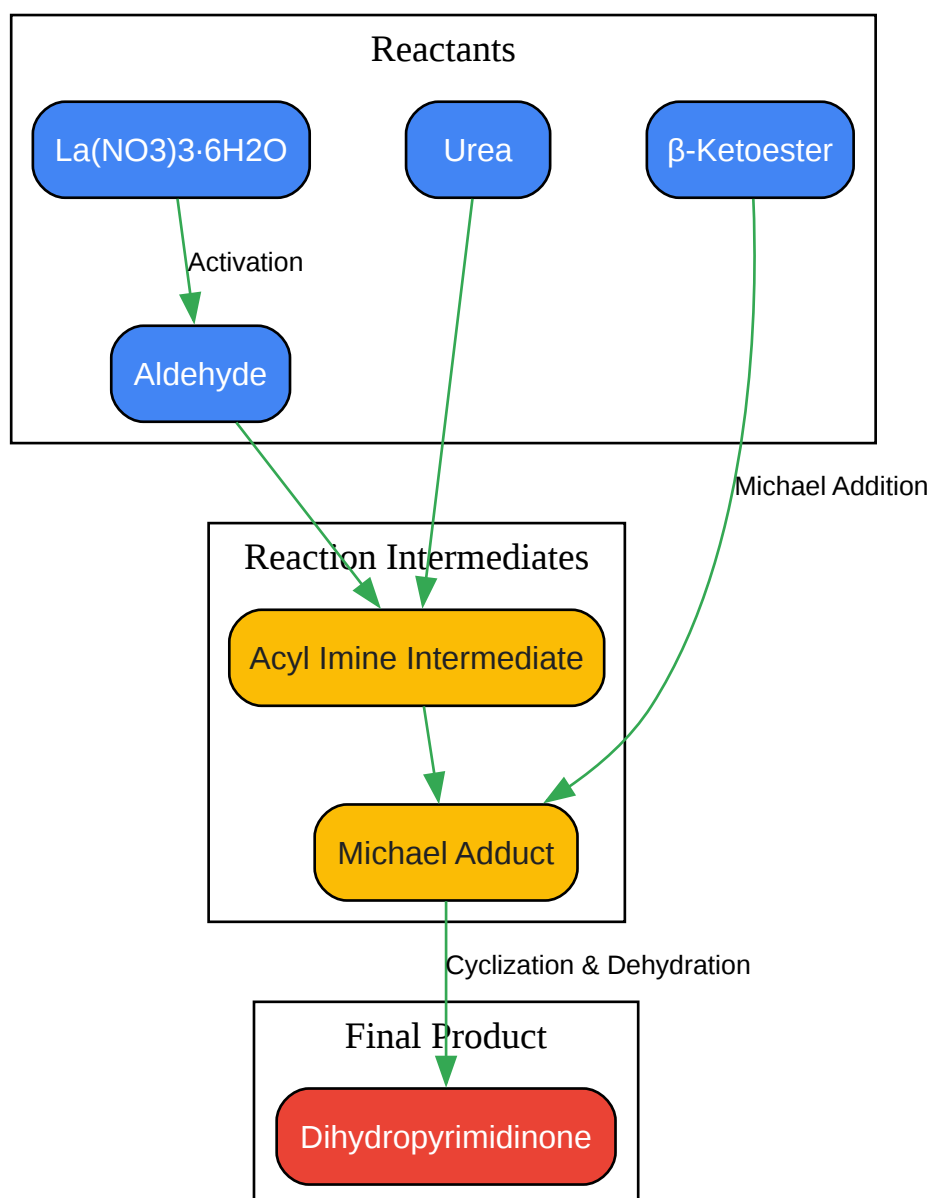 Reactants
La(NO3)3·6H2O
Urea
β-Ketoester
Activation
Aldehyde
Michael Addition
Reaction Intermediates
Acyl Imine Intermediate
Michael Adduct
Cyclization & Dehydration
Final Product
Dihydropyrimidinone